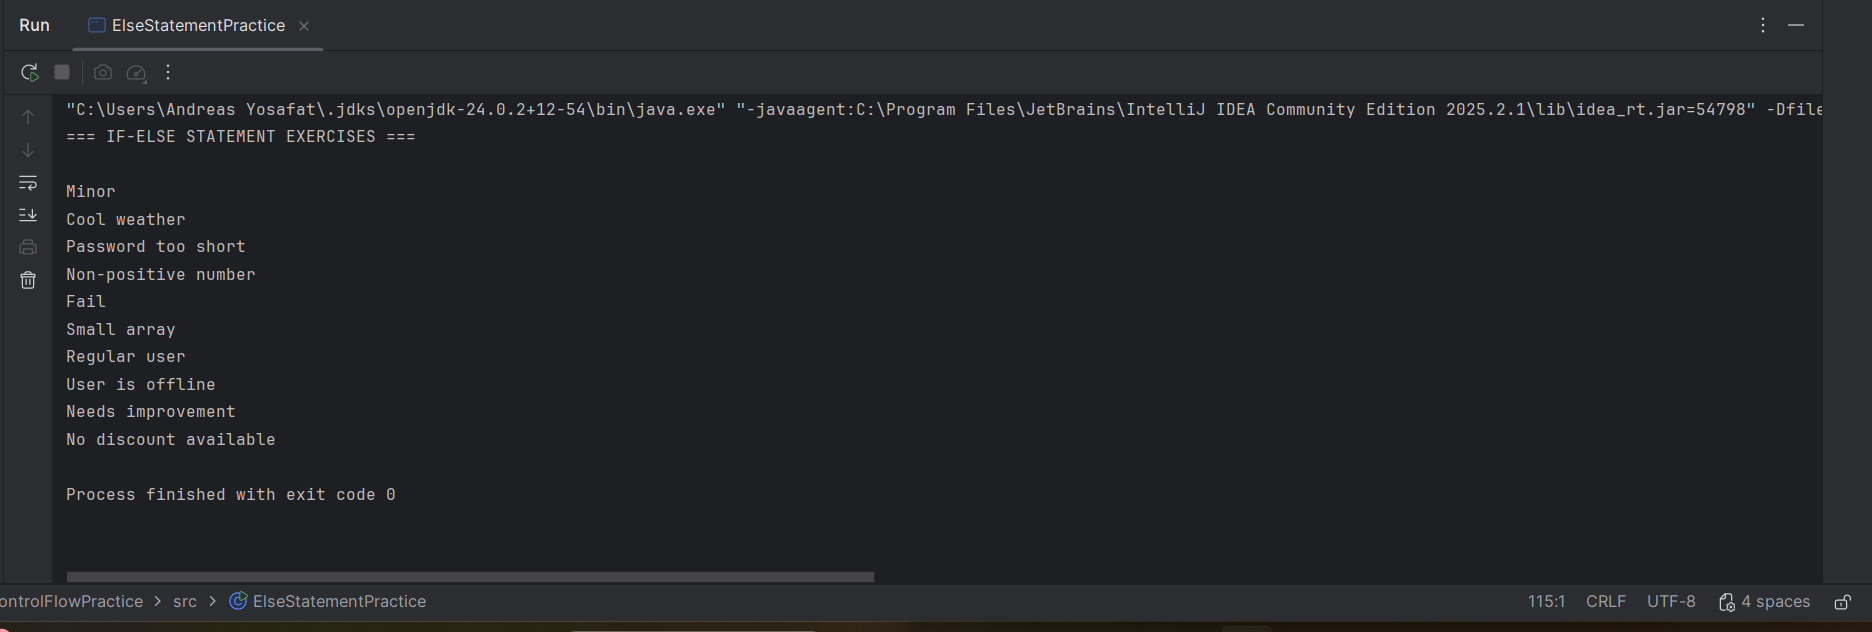 Run ElseStatementPractice
"C:\Users\Andreas Yosafat\.jdks\openjdk-24.0.2+12-54\bin\java.exe" "-javaagent:C:\Program Files\JetBrains\IntelliJ IDEA Community Edition 2025.2.1\lib\idea_rt.jar=54798" -Dfile
=== IF-ELSE STATEMENT EXERCISES ===
Minor
Cool weather
Password too short
Non-positive number
Fail
Small array
Regular user
User is offline
Needs improvement
No discount available
Process finished with exit code 0
ontrolFlowPractice > src > ElseStatementPractice 115:1 CRLF UTF-8 4 spaces